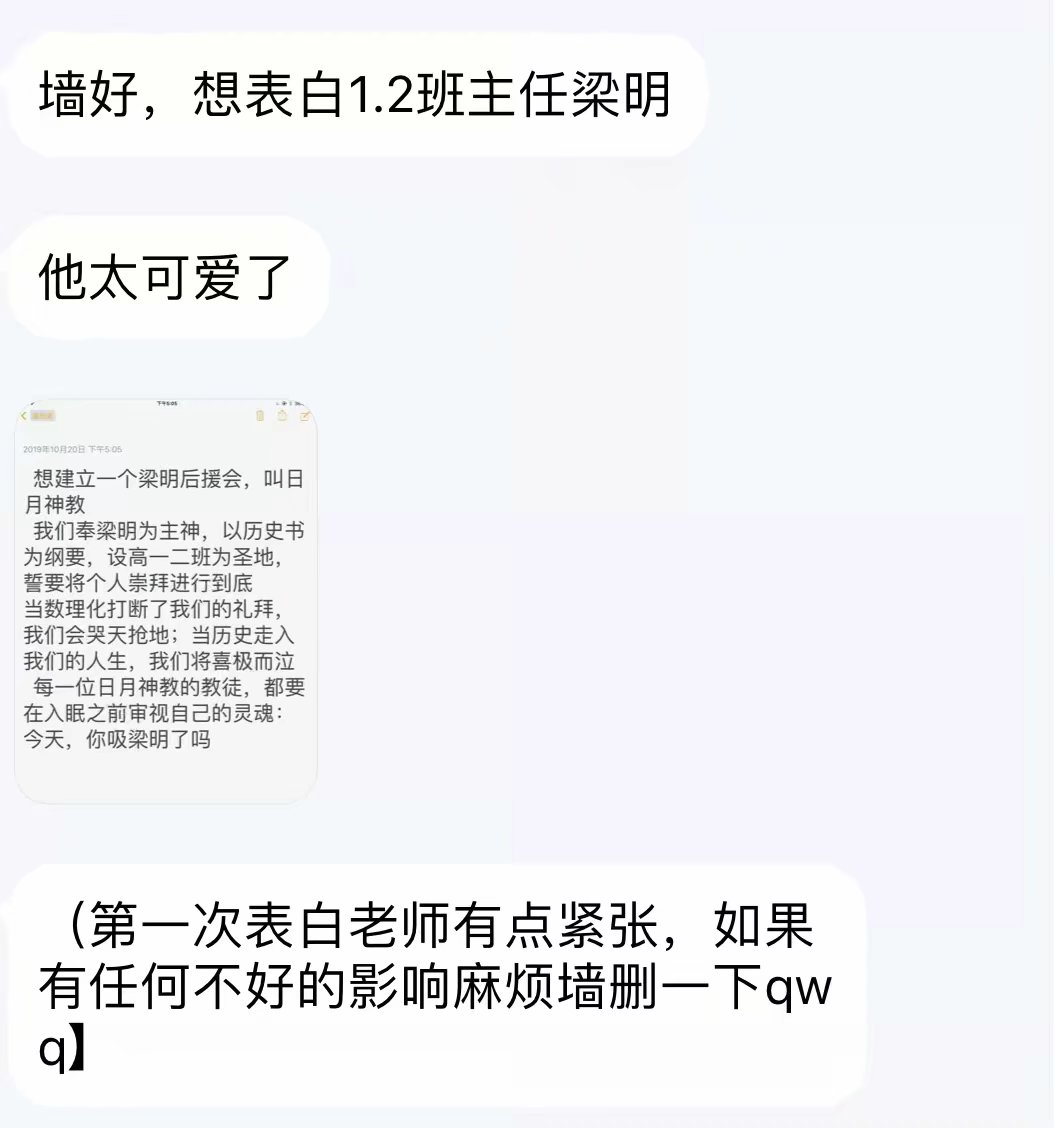 墙好，想表白1.2班主任梁明
他太可爱了
下午5:05
2019年10月20日 下午5:05
想建立一个梁明后援会，叫日
月神教
我们奉梁明为主神，以历史书
为纲要，设高一二班为圣地，
誓要将个人崇拜进行到底
当数理化打断了我们的礼拜，
我们会哭天抢地；当历史走入
我们的人生，我们将喜极而泣
每一位日月神教的教徒，都要
在入眠之前审视自己的灵魂：
今天，你吸梁明了吗
（第一次表白老师有点紧张，如果
有任何不好的影响麻烦墙删一下qw
q】